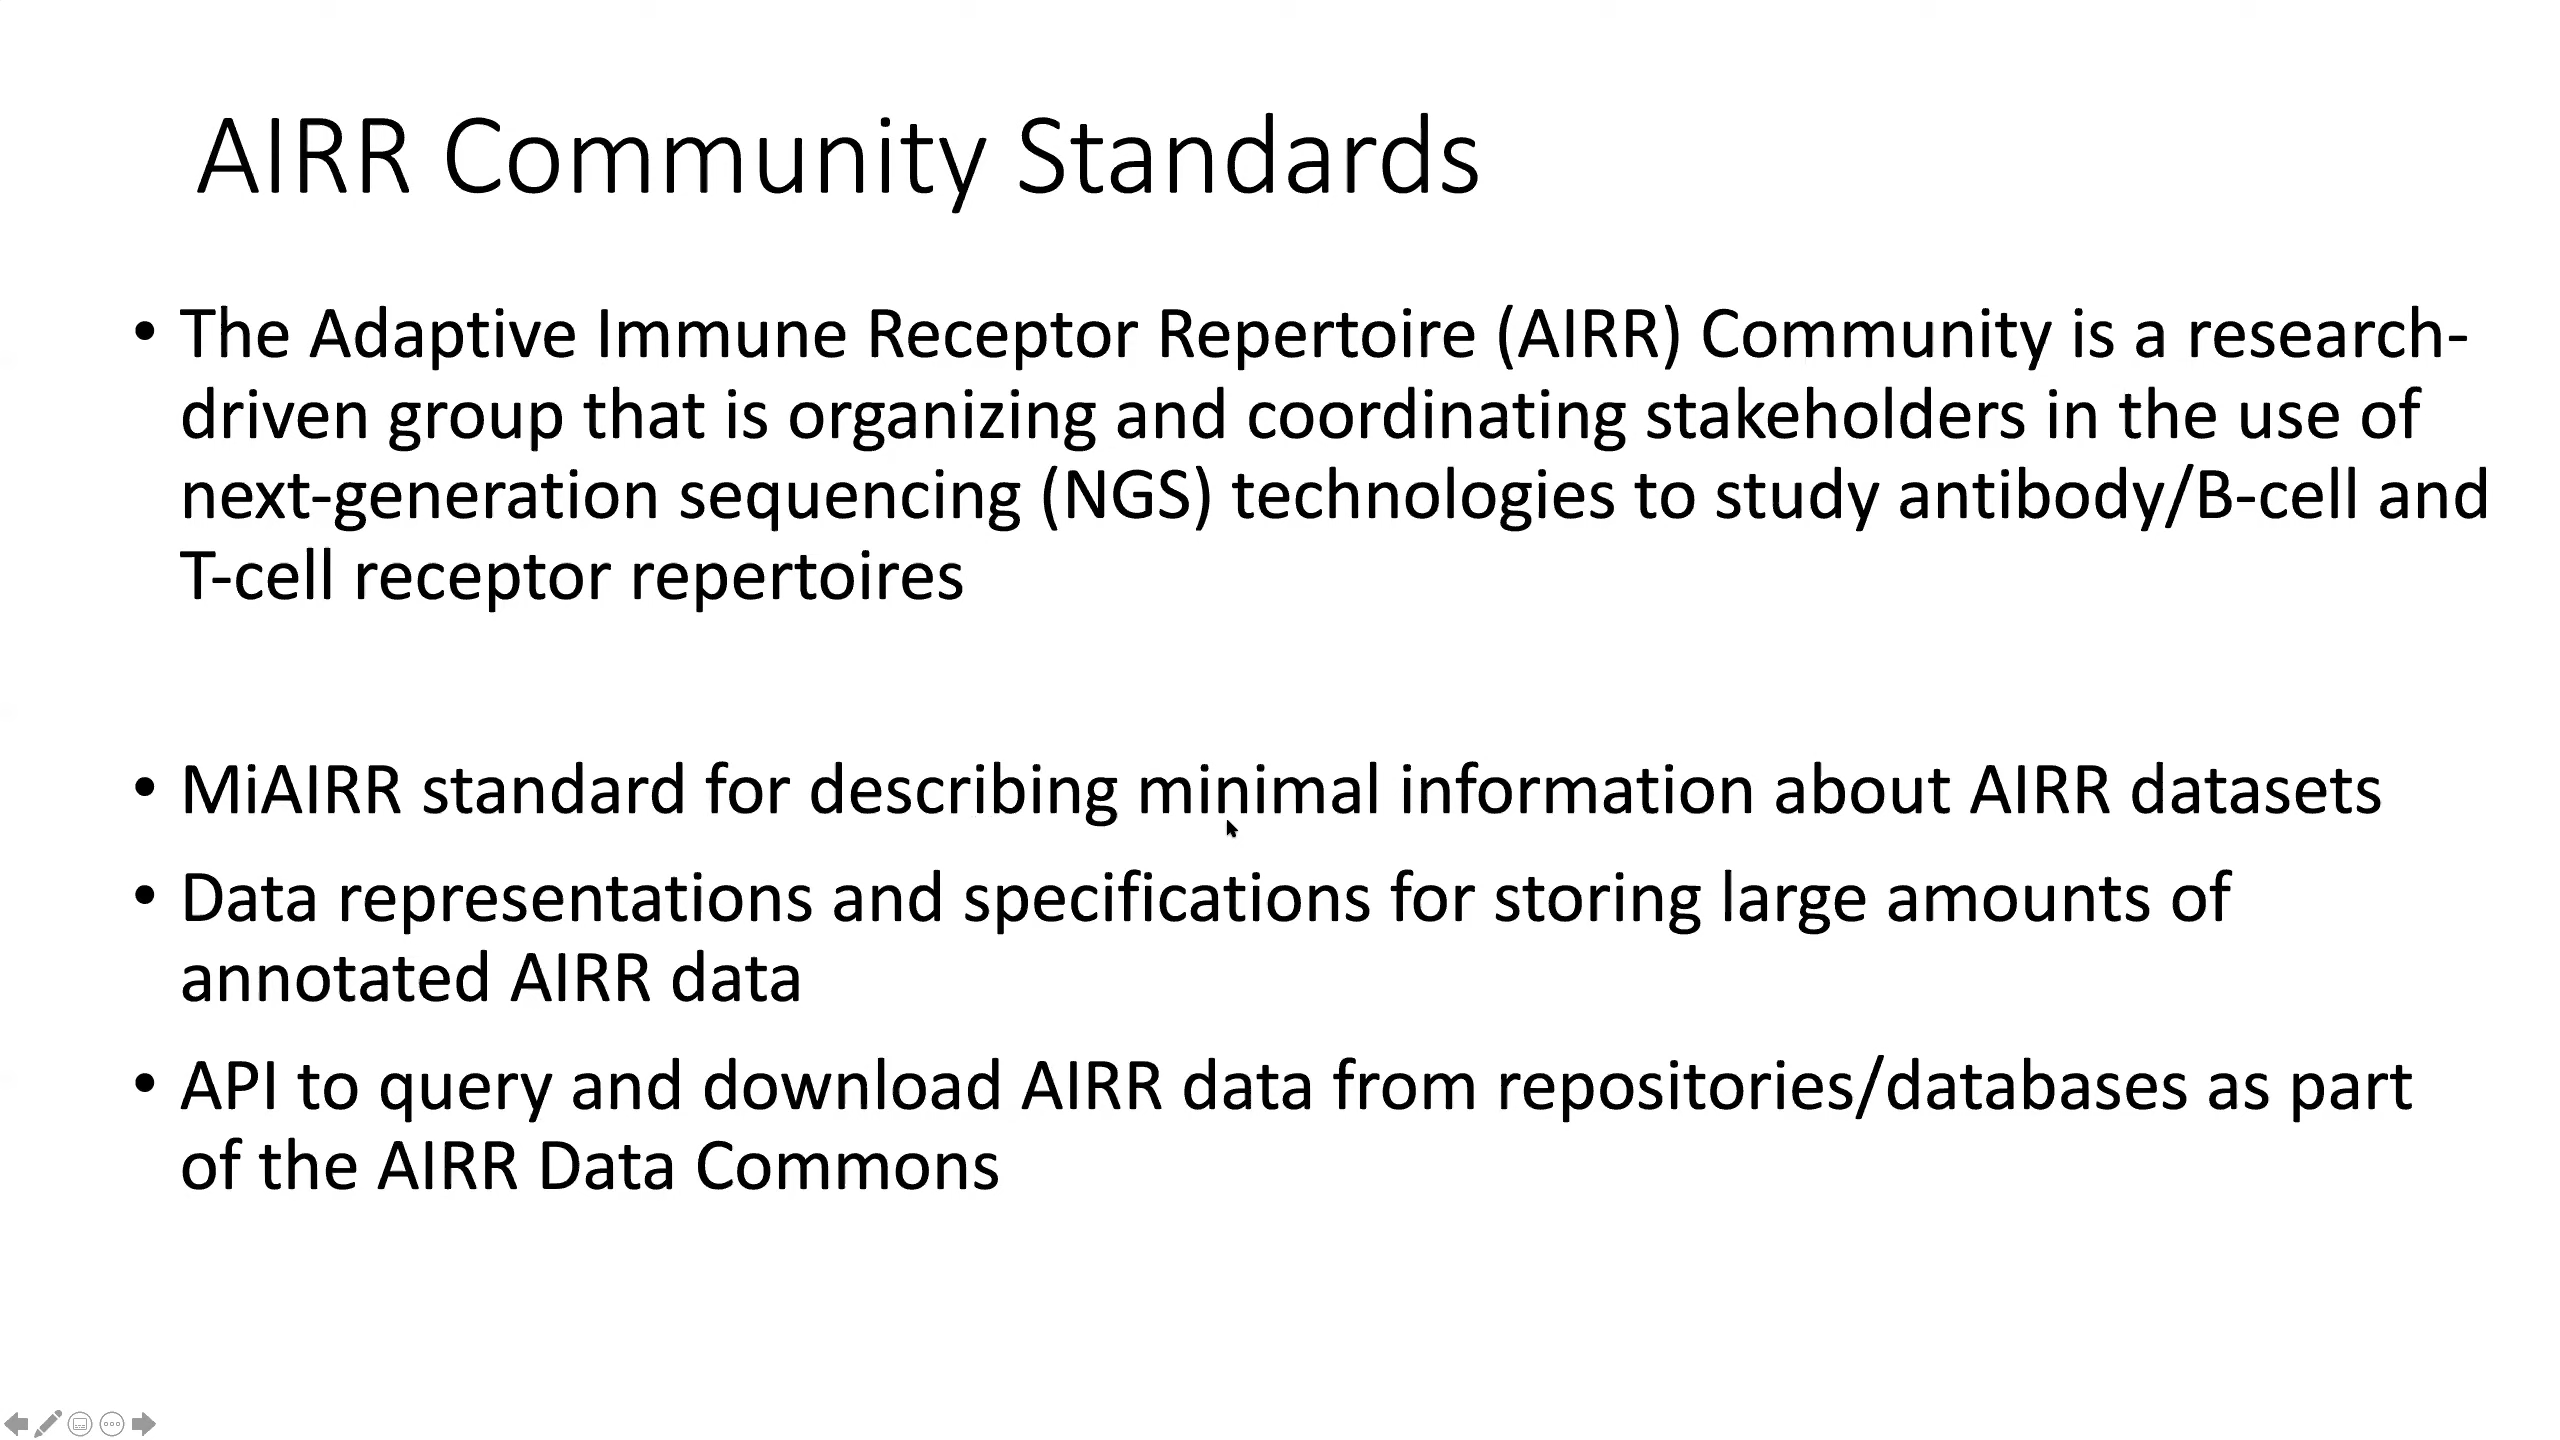 AIRR Community Standards
• The Adaptive Immune Receptor Repertoire (AIRR) Community is a research-
driven group that is organizing and coordinating stakeholders in the use of
next-generation sequencing (NGS) technologies to study antibody/B-cell and
T-cell receptor repertoires
• MiAIRR standard for describing minimal information about AIRR datasets
• Data representations and specifications for storing large amounts of
annotated AIRR data
• API to query and download AIRR data from repositories/databases as part
of the AIRR Data Commons